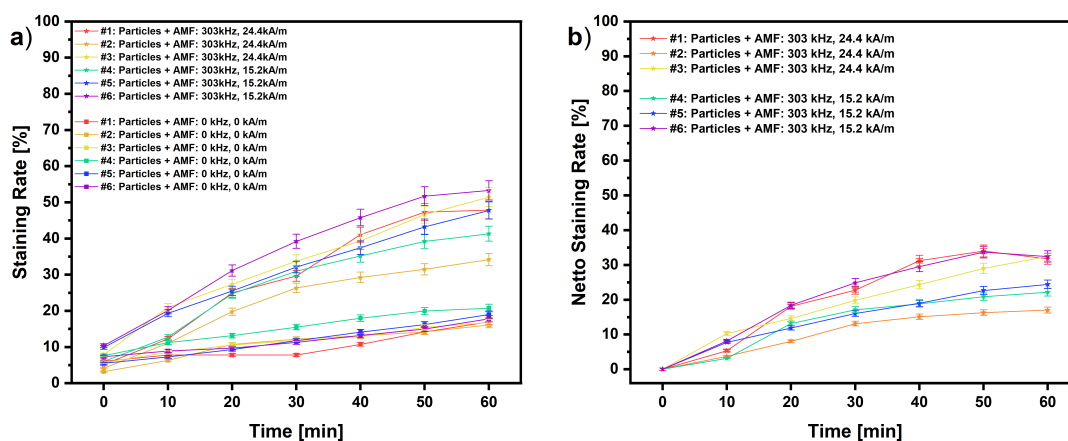 a)
#1: Particles + AMF: 303kHz, 24.4kA/m
#2: Particles + AMF: 303kHz, 24.4kA/m
#3: Particles + AMF: 303kHz, 24.4kA/m
#4: Particles + AMF: 303kHz, 15.2kA/m
#5: Particles + AMF: 303kHz, 15.2kA/m
#6: Particles + AMF: 303kHz, 15.2kA/m
#1: Particles + AMF: 0 kHz, 0 kA/m
#2: Particles + AMF: 0 kHz, 0 kA/m
#3: Particles + AMF: 0 kHz, 0 kA/m
#4: Particles + AMF: 0 kHz, 0 kA/m
#5: Particles + AMF: 0 kHz, 0 kA/m
#6: Particles + AMF: 0 kHz, 0 kA/m
Staining Rate [%]
100
90
80
70
60
50
40
30
20
10
0
0 10 20 30 40 50 60
Time [min]
b)
#1: Particles + AMF: 303 kHz, 24.4 kA/m
#2: Particles + AMF: 303 kHz, 24.4 kA/m
#3: Particles + AMF: 303 kHz, 24.4 kA/m
#4: Particles + AMF: 303 kHz, 15.2 kA/m
#5: Particles + AMF: 303 kHz, 15.2 kA/m
#6: Particles + AMF: 303 kHz, 15.2 kA/m
Netto Staining Rate [%]
100
90
80
70
60
50
40
30
20
10
0
0 10 20 30 40 50 60
Time [min]